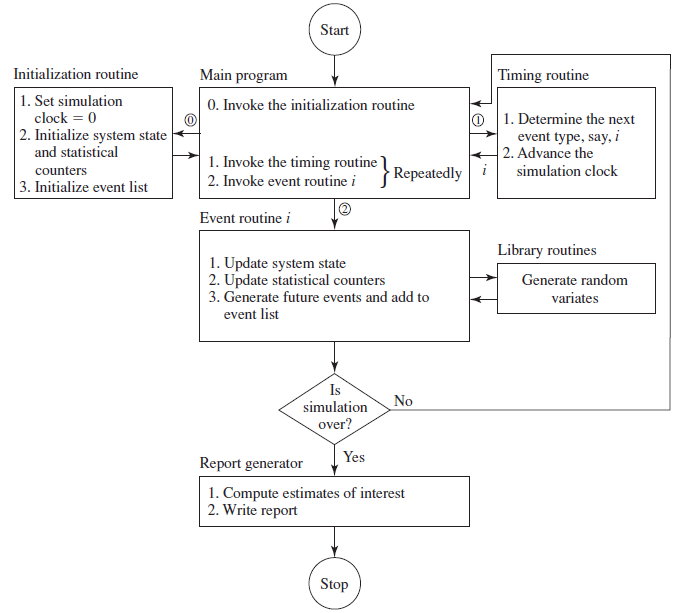 Start
Initialization routine
1. Set simulation
clock = 0
2. Initialize system state
and statistical
counters
3. Initialize event list
⓪
Main program
0. Invoke the initialization routine
1. Invoke the timing routine
2. Invoke event routine i
} Repeatedly
①
i
Timing routine
1. Determine the next
event type, say, i
2. Advance the
simulation clock
②
Event routine i
1. Update system state
2. Update statistical counters
3. Generate future events and add to
event list
Library routines
Generate random
variates
Is
simulation
over?
No
Yes
Report generator
1. Compute estimates of interest
2. Write report
Stop